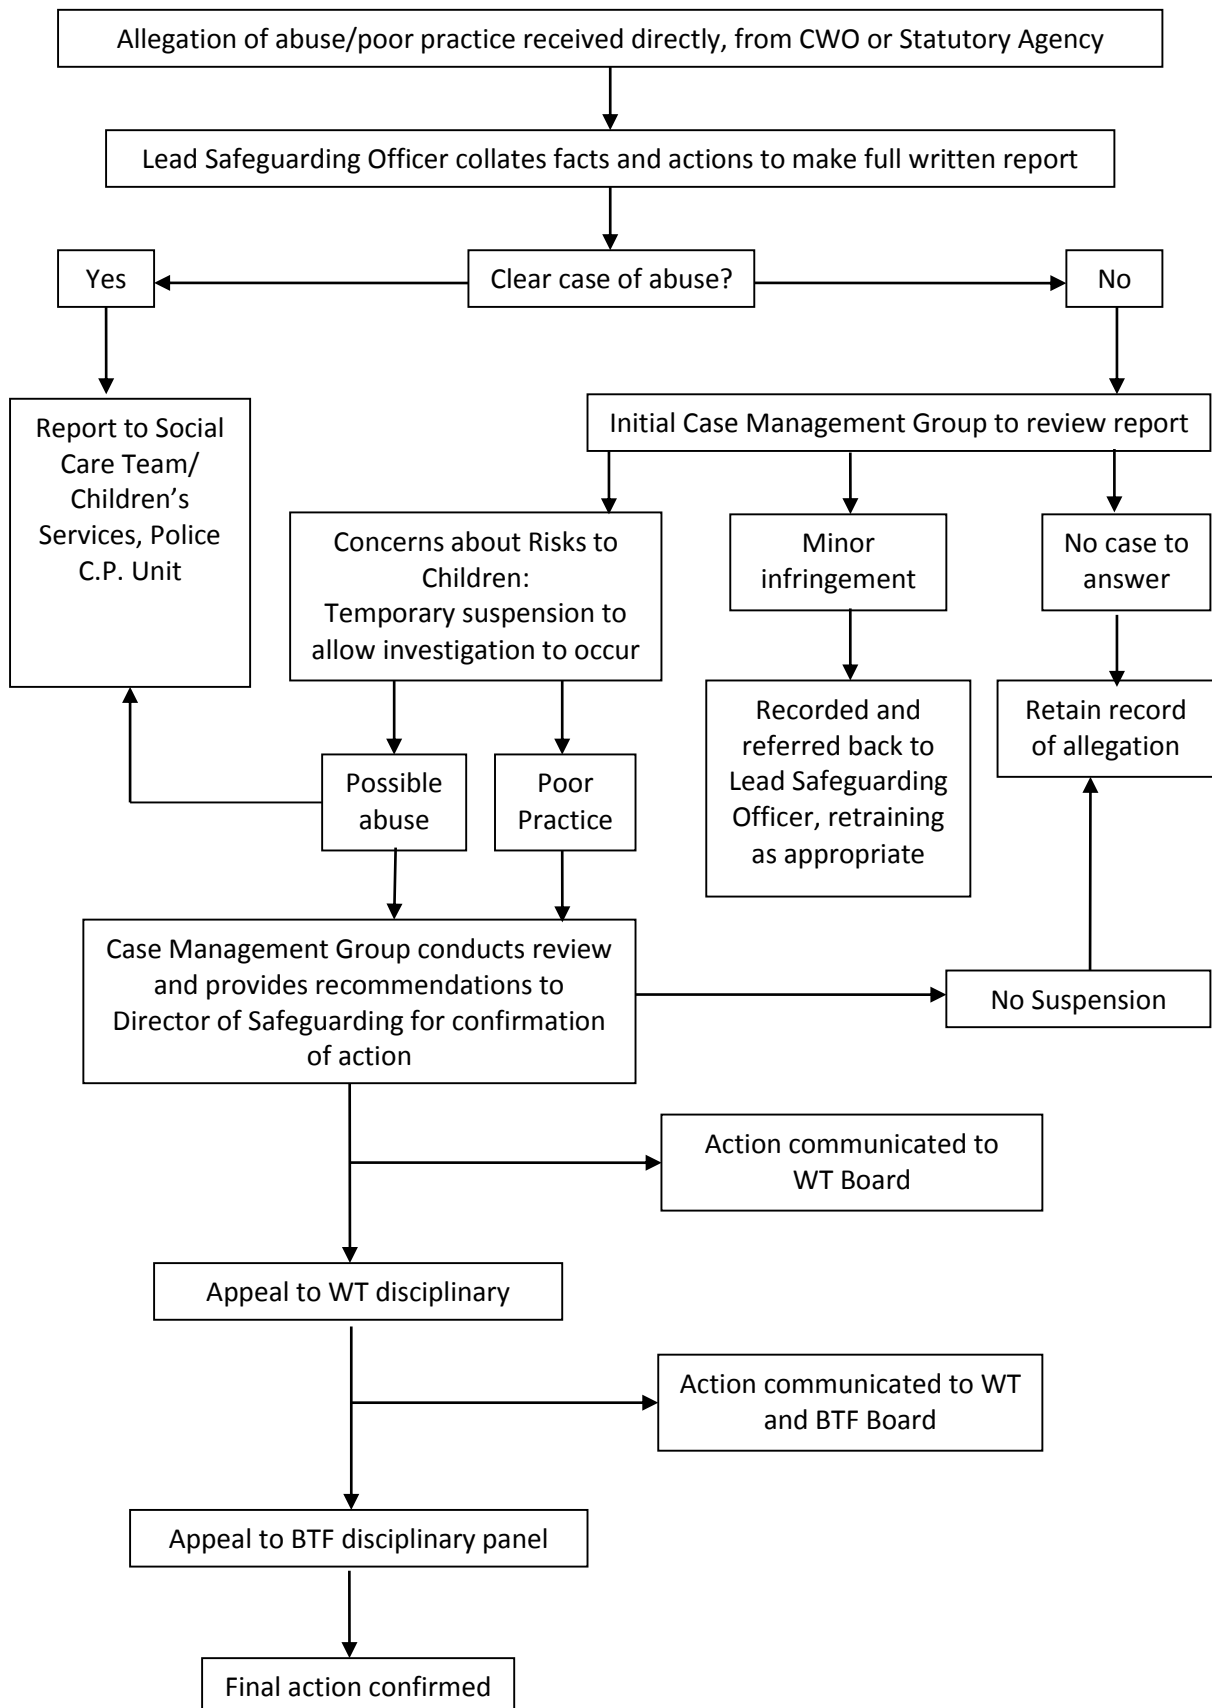 Allegation of abuse/poor practice received directly, from CWO or Statutory Agency
Lead Safeguarding Officer collates facts and actions to make full written report
Yes
Clear case of abuse?
No
Report to Social
Care Team/
Children’s
Services, Police
C.P. Unit
Initial Case Management Group to review report
Concerns about Risks to
Children:
Temporary suspension to
allow investigation to occur
Minor
infringement
No case to
answer
Possible
abuse
Poor
Practice
Recorded and
referred back to
Lead Safeguarding
Officer, retraining
as appropriate
Retain record
of allegation
Case Management Group conducts review
and provides recommendations to
Director of Safeguarding for confirmation
of action
No Suspension
Action communicated to
WT Board
Appeal to WT disciplinary
Action communicated to WT
and BTF Board
Appeal to BTF disciplinary panel
Final action confirmed